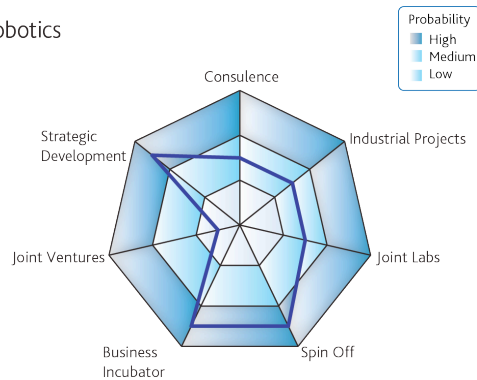 obotics
Probability
High
Medium
Low
Consulence
Strategic
Development
Industrial Projects
Joint Ventures
Joint Labs
Business
Incubator
Spin Off